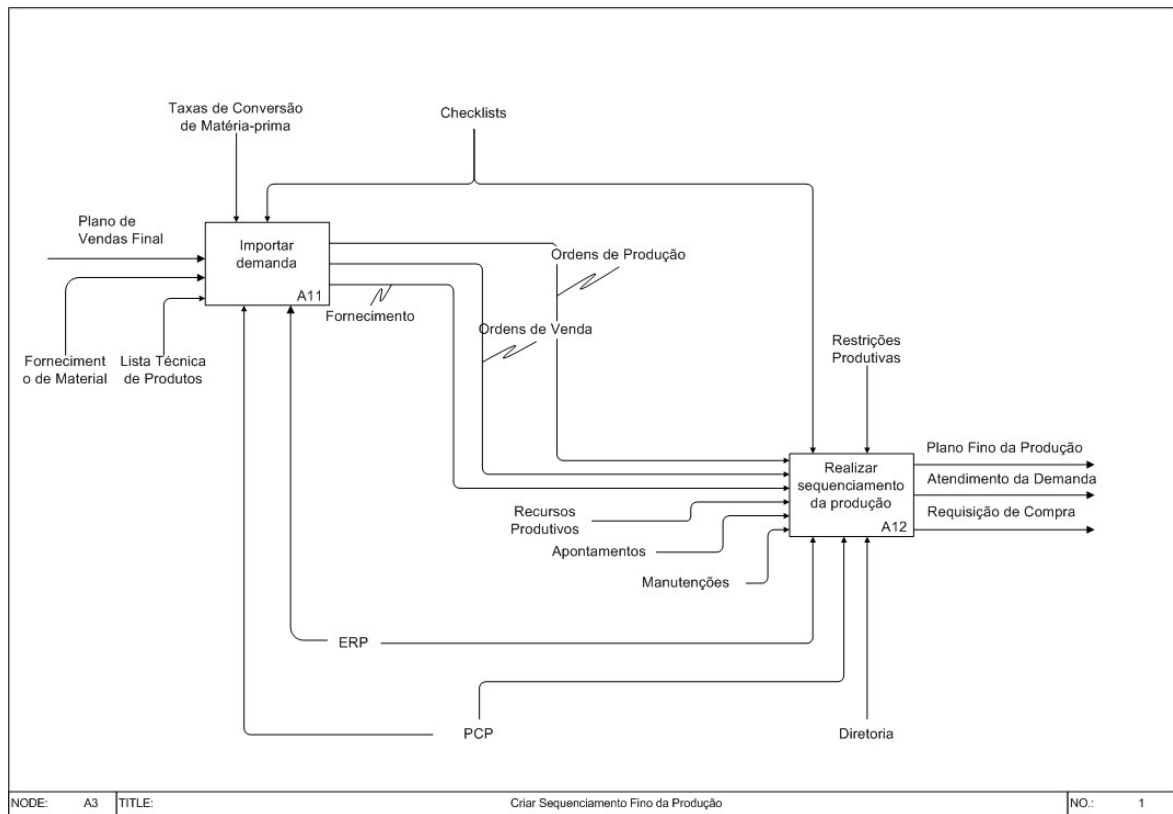 Taxas de Conversão
de Matéria-prima
Checklists
Plano de
Vendas Final
Importar
demanda
A11
Ordens de Produção
Fornecimento
Ordens de Venda
Forneciment
o de Material
Lista Técnica
de Produtos
Restrições
Produtivas
Plano Fino da Produção
Realizar
sequenciamento
da produção
A12
Atendimento da Demanda
Requisição de Compra
Recursos
Produtivos
Apontamentos
Manutenções
ERP
PCP
Diretoria
NODE: A3 TITLE: Criar Sequenciamento Fino da Produção NO.: 1